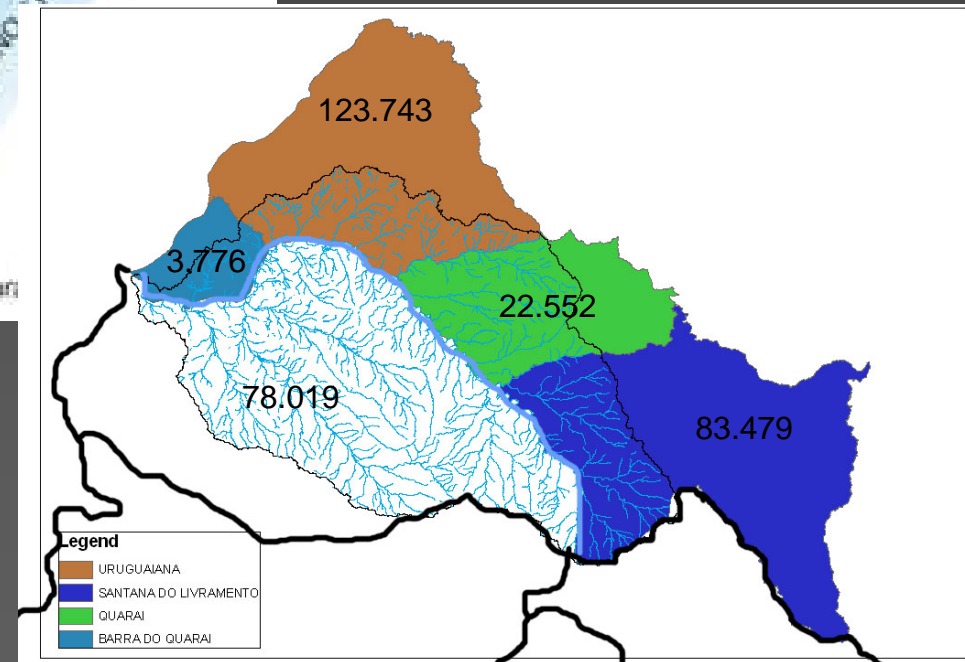 123.743
3.776
22.552
78.019
83.479
Legend
URUGUAIANA
SANTANA DO LIVRAMENTO
QUARAI
BARRA DO QUARAI